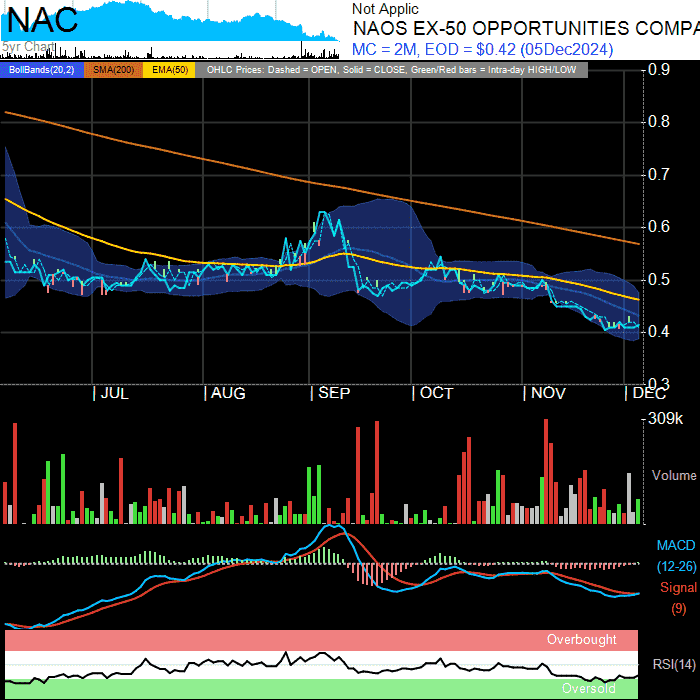 NAC
5yr Chart
Not Applic
NAOS EX-50 OPPORTUNITIES COMPA
MC = 2M, EOD = $0.42 (05Dec2024)
BollBands(20,2) SMA(200) EMA(50) OHLC Prices: Dashed = OPEN, Solid = CLOSE, Green/Red bars = Intra-day HIGH/LOW
0.9
0.8
0.7
0.6
0.5
0.4
0.3
JUL AUG SEP OCT NOV DEC
309k
Volume
MACD
(12-26)
Signal
(9)
Overbought
RSI(14)
Oversold